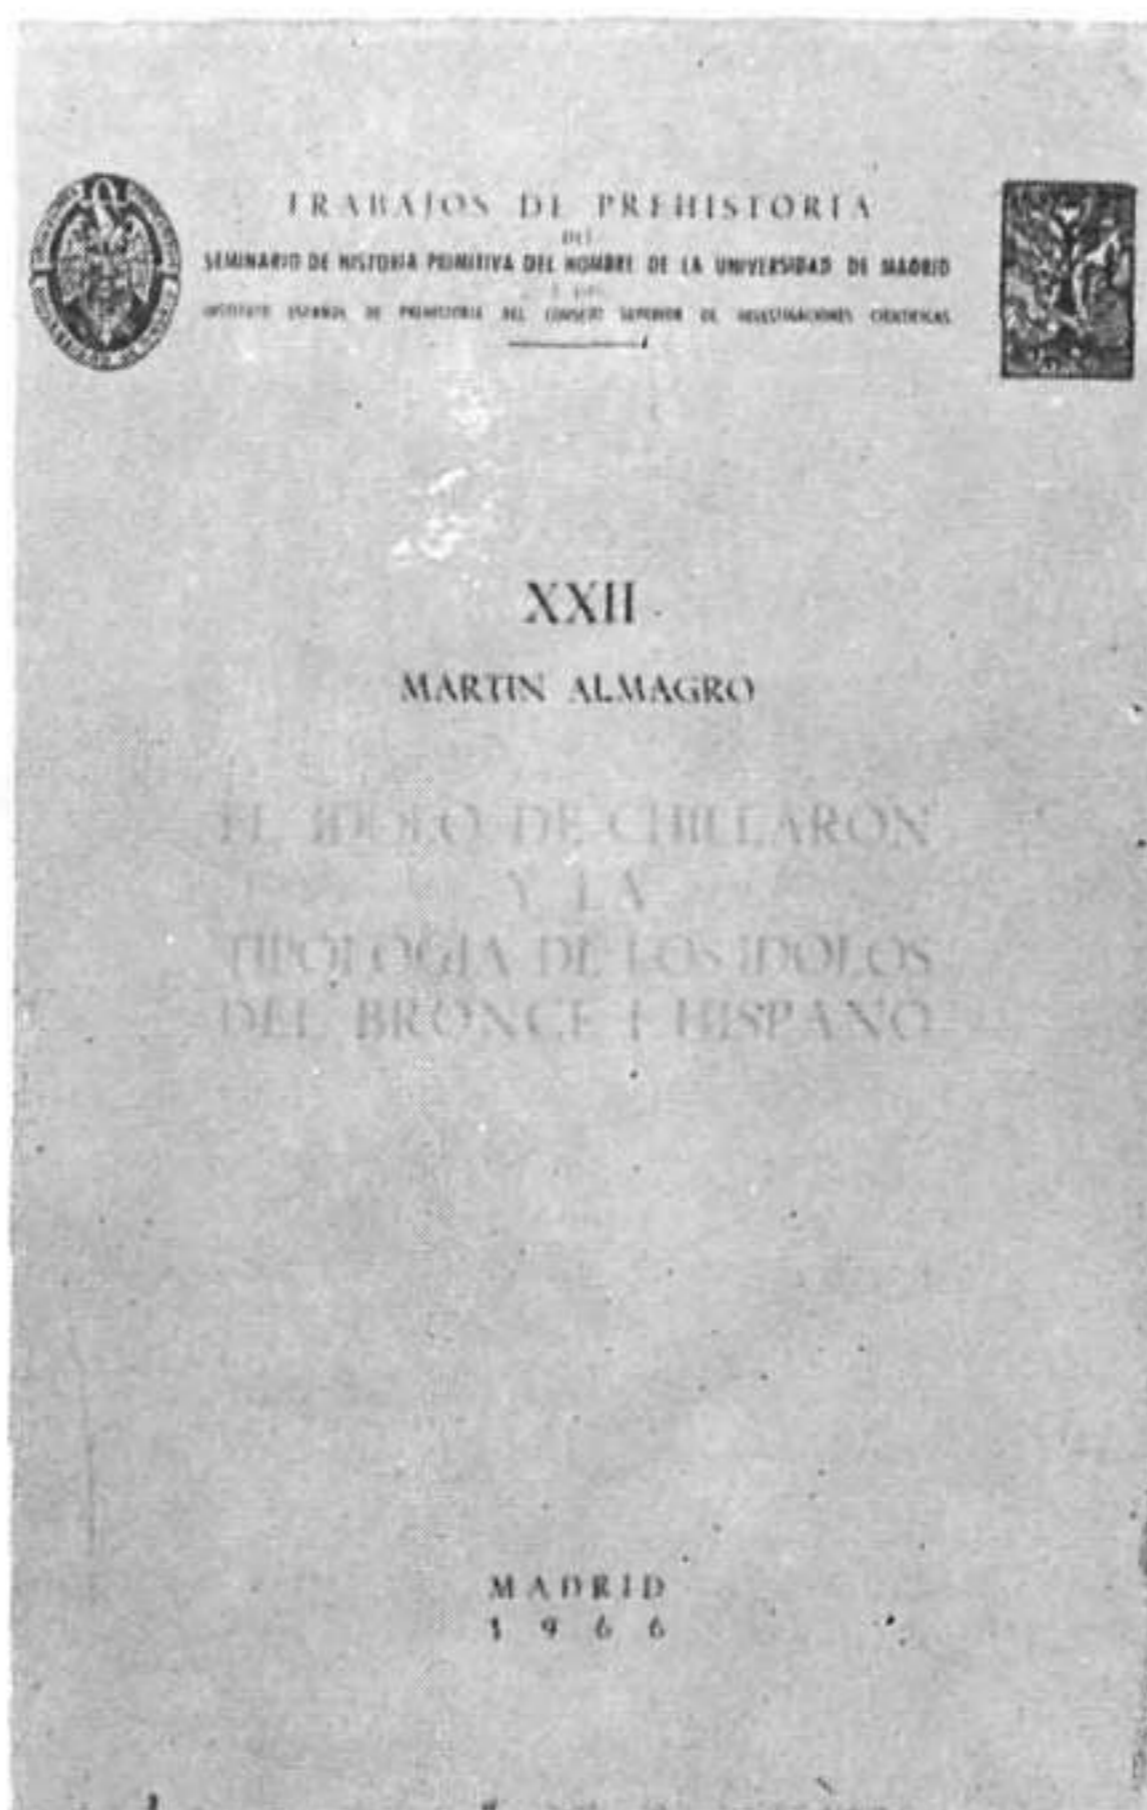 TRABAJOS DE PREHISTORIA
DEL
SEMINARIO DE HISTORIA PRIMITIVA DEL HOMBRE DE LA UNIVERSIDAD DE MADRID
INSTITUTO ESPAÑOL DE PREHISTORIA DEL CONSEJO SUPERIOR DE INVESTIGACIONES CIENTIFICAS
XXII
MARTIN ALMAGRO
EL IDOLO DE CHILLARON
Y LA
TIPOLOGIA DE LOS IDOLOS
DEL BRONCE I HISPANO
MADRID
1966